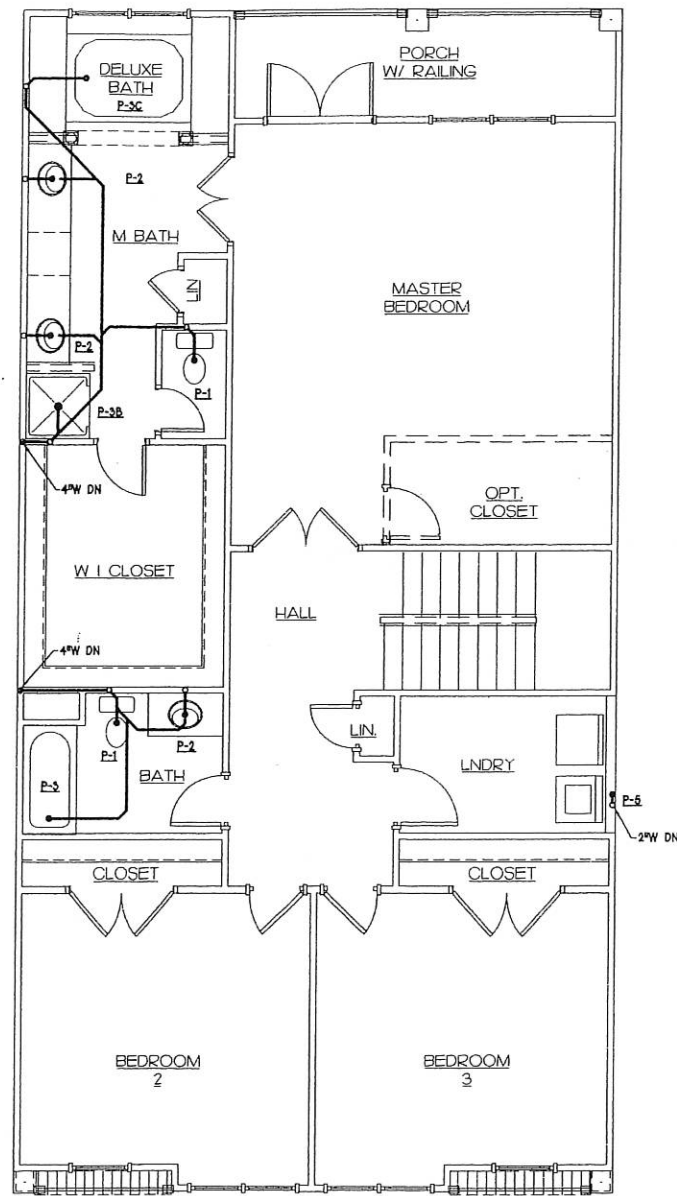 PORCH
W/ RAILING
DELUXE
BATH
P-3C
P-2
M BATH
LIN
MASTER
BEDROOM
P-2
P-1
P-3B
4"W DN
OPT.
CLOSET
W I CLOSET
HALL
4"W DN
P-2
LIN.
P-1
BATH
LNDRY
P-3
P-5
2"W DN
CLOSET
CLOSET
BEDROOM
2
BEDROOM
3